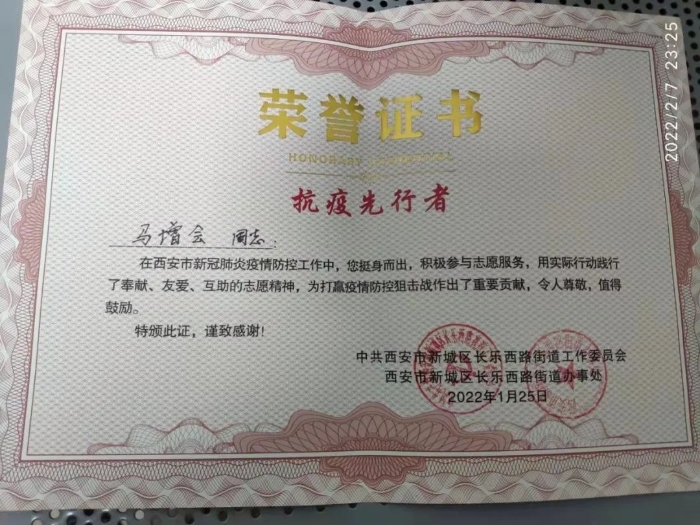 荣誉证书
HONORARY
抗疫先行者
马增会 同志：
在西安市新冠肺炎疫情防控工作中，您挺身而出，积极参与志愿服务，用实际行动践行
了奉献、友爱、互助的志愿精神，为打赢疫情防控狙击战作出了重要贡献，令人尊敬，值得
鼓励。
特颁此证，谨致感谢！
中共西安市新城区长乐西路街道工作委员会
西安市新城区长乐西路街道办事处
2022年1月25日
2022/2/7 23:25